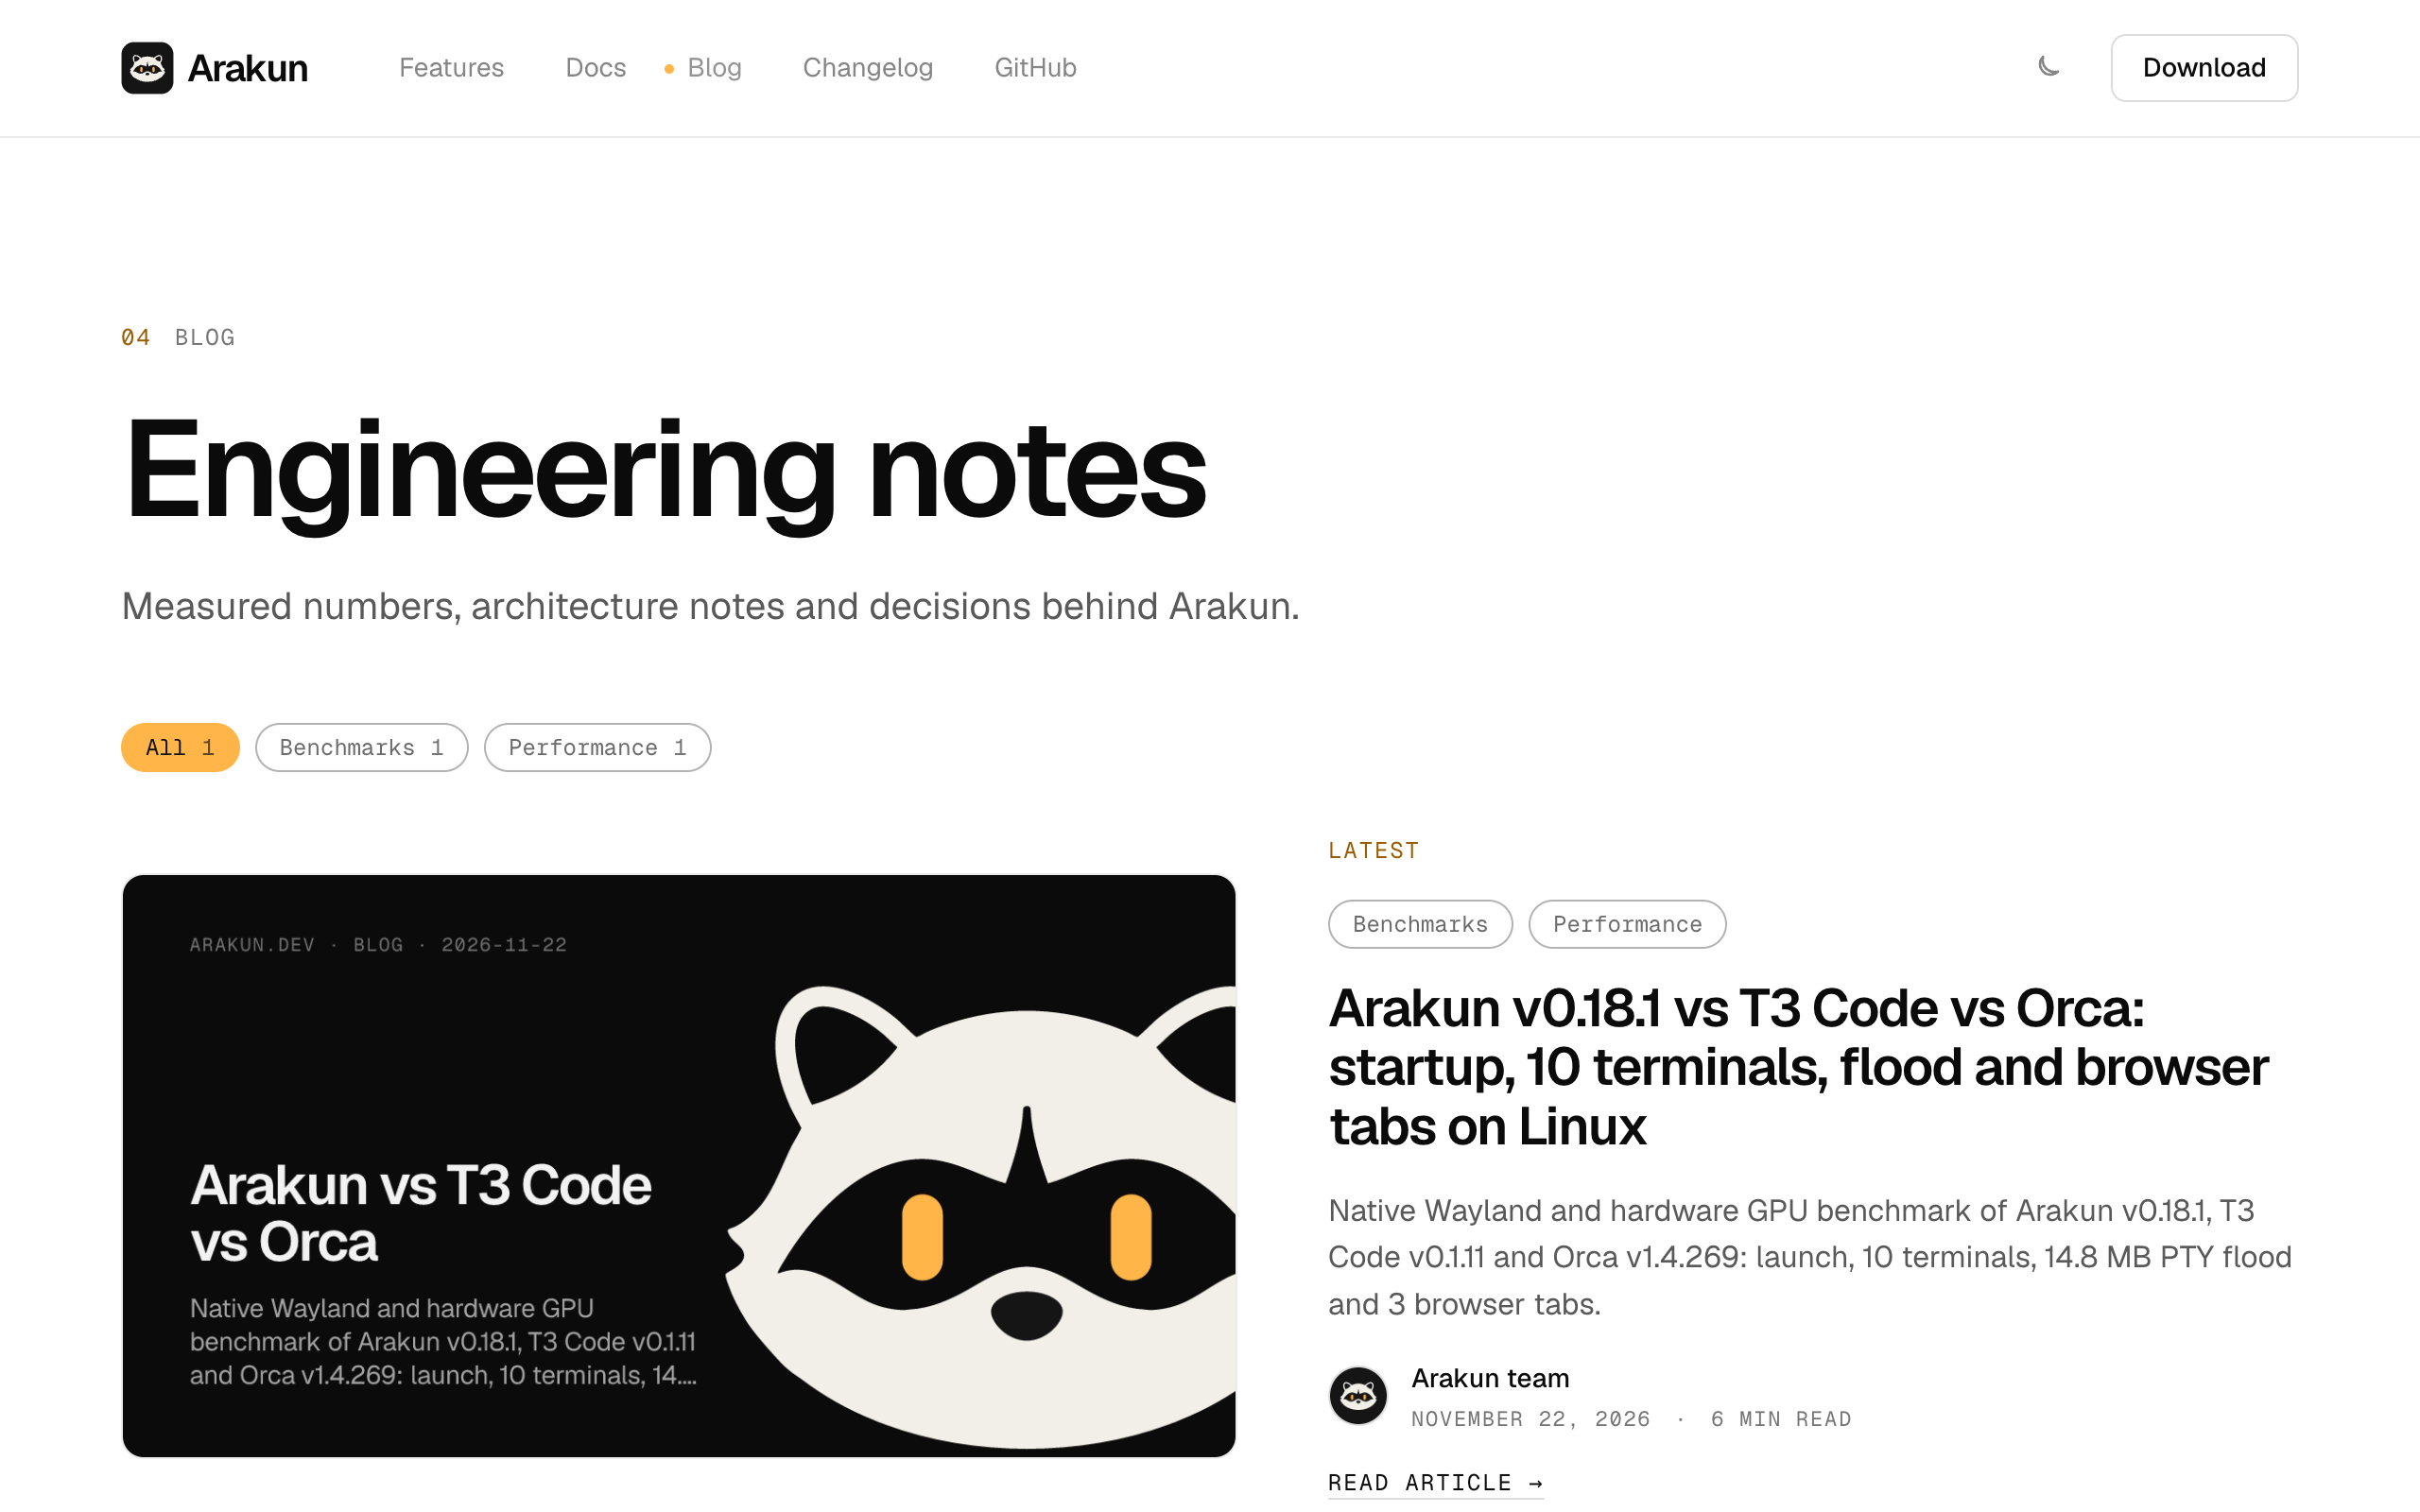 Arakun
Features
Docs
Blog
Changelog
GitHub
Download
04 BLOG
Engineering notes
Measured numbers, architecture notes and decisions behind Arakun.
All 1
Benchmarks 1
Performance 1
ARAKUN.DEV · BLOG · 2026-11-22
Arakun vs T3 Code
vs Orca
Native Wayland and hardware GPU
benchmark of Arakun v0.18.1, T3 Code v0.1.11
and Orca v1.4.269: launch, 10 terminals, 14....
LATEST
Benchmarks
Performance
Arakun v0.18.1 vs T3 Code vs Orca:
startup, 10 terminals, flood and browser
tabs on Linux
Native Wayland and hardware GPU benchmark of Arakun v0.18.1, T3
Code v0.1.11 and Orca v1.4.269: launch, 10 terminals, 14.8 MB PTY flood
and 3 browser tabs.
Arakun team
NOVEMBER 22, 2026 · 6 MIN READ
READ ARTICLE →